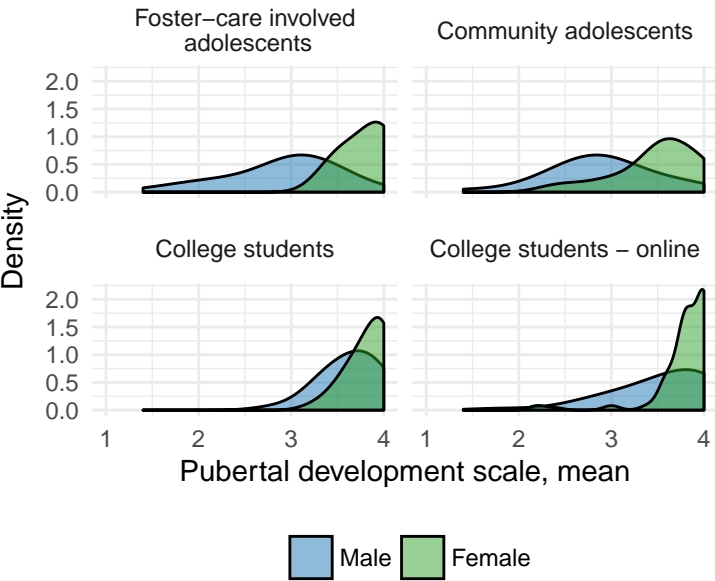 Foster−care involved
adolescents
Community adolescents
2.0
1.5
1.0
0.5
0.0
Density
College students
College students − online
2.0
1.5
1.0
0.5
0.0
1 2 3 4 1 2 3 4
Pubertal development scale, mean
Male Female